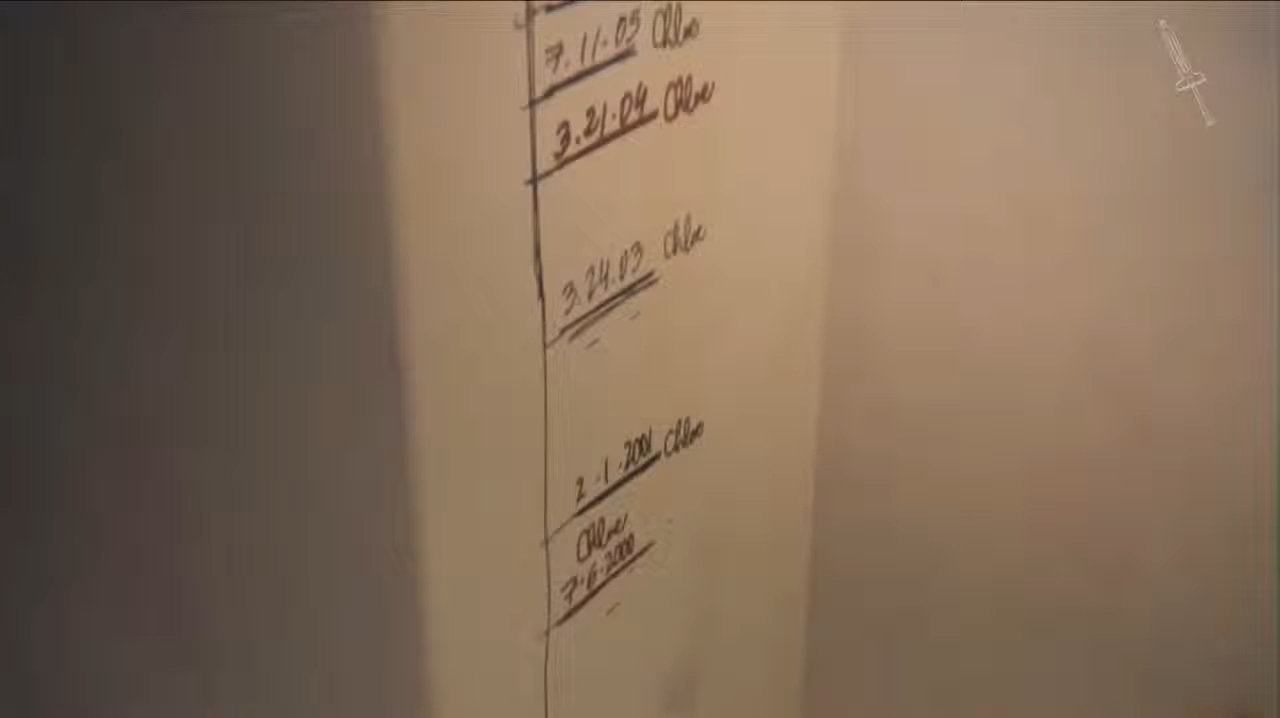 7.11.05 Chloe
3.21.04 Chloe
3.24.03 Chloe
2.1.2001 Chloe
Chloe
7.6.2000